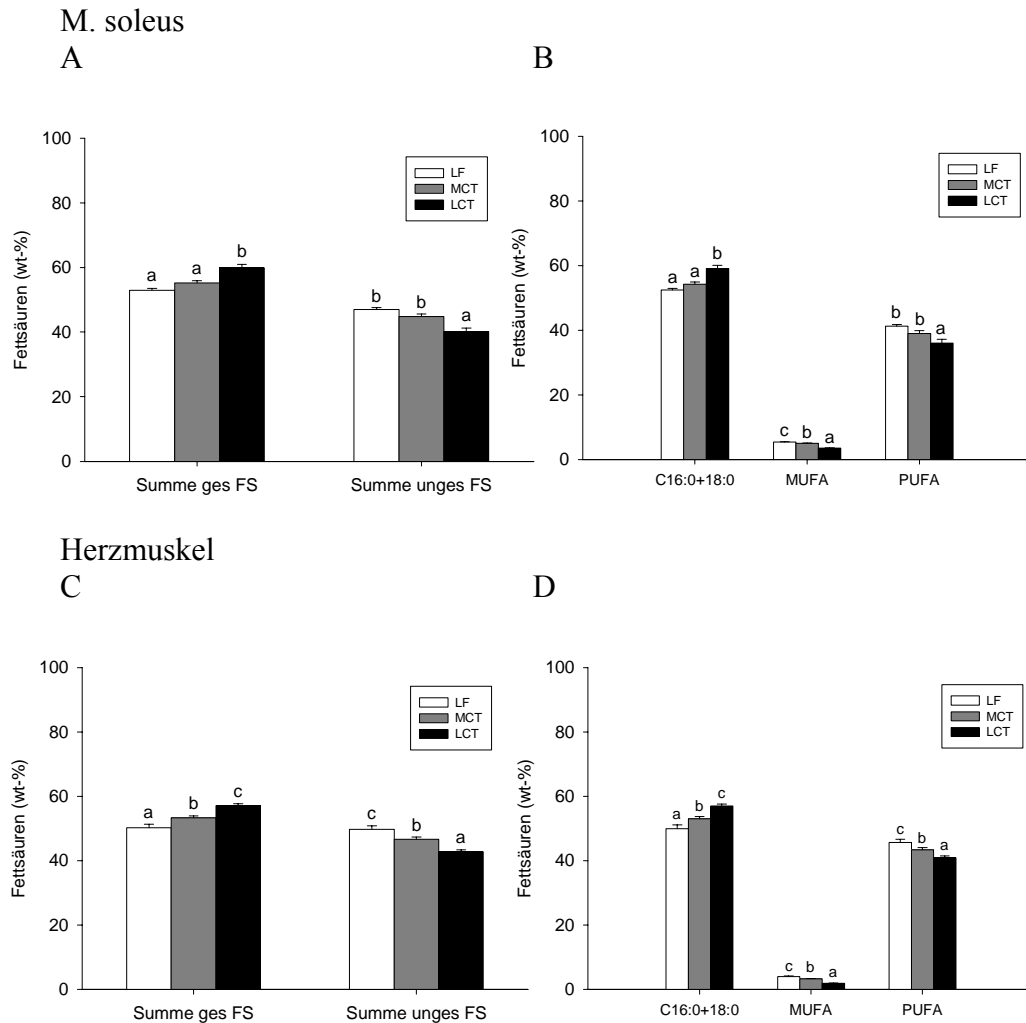 M. soleus
A
B
100
80
60
40
20
0
Fettsäuren (wt-%)
LF
MCT
LCT
a a b
b b a
Summe ges FS
Summe unges FS
100
80
60
40
20
0
Fettsäuren (wt-%)
LF
MCT
LCT
a a b
c b a
b b a
C16:0+18:0
MUFA
PUFA
Herzmuskel
C
D
100
80
60
40
20
0
Fettsäuren (wt-%)
LF
MCT
LCT
a b c
c b a
Summe ges FS
Summe unges FS
100
80
60
40
20
0
Fettsäuren (wt-%)
LF
MCT
LCT
a b c
c b a
c b a
C16:0+18:0
MUFA
PUFA